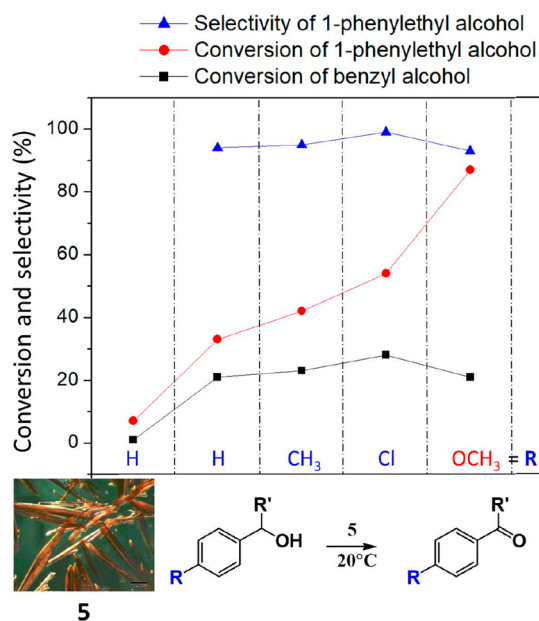 Selectivity of 1-phenylethyl alcohol
Conversion of 1-phenylethyl alcohol
Conversion of benzyl alcohol
Conversion and selectivity (%)
100
80
60
40
20
0
H H CH₃ Cl OCH₃ = R
R' R'
OH 5 O
20°C
R R
5